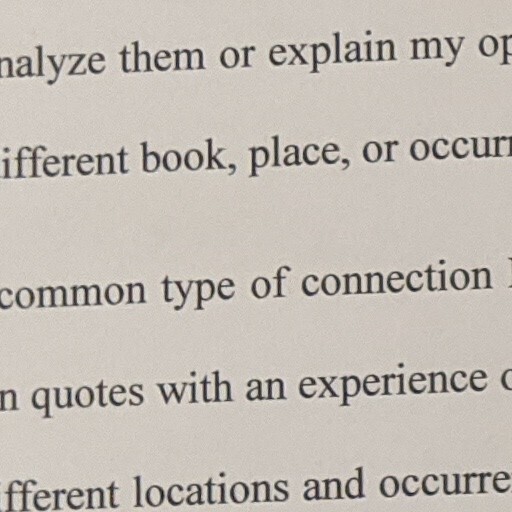 nalyze them or explain my op
ifferent book, place, or occurr
common type of connection
n quotes with an experience
ifferent locations and occurre